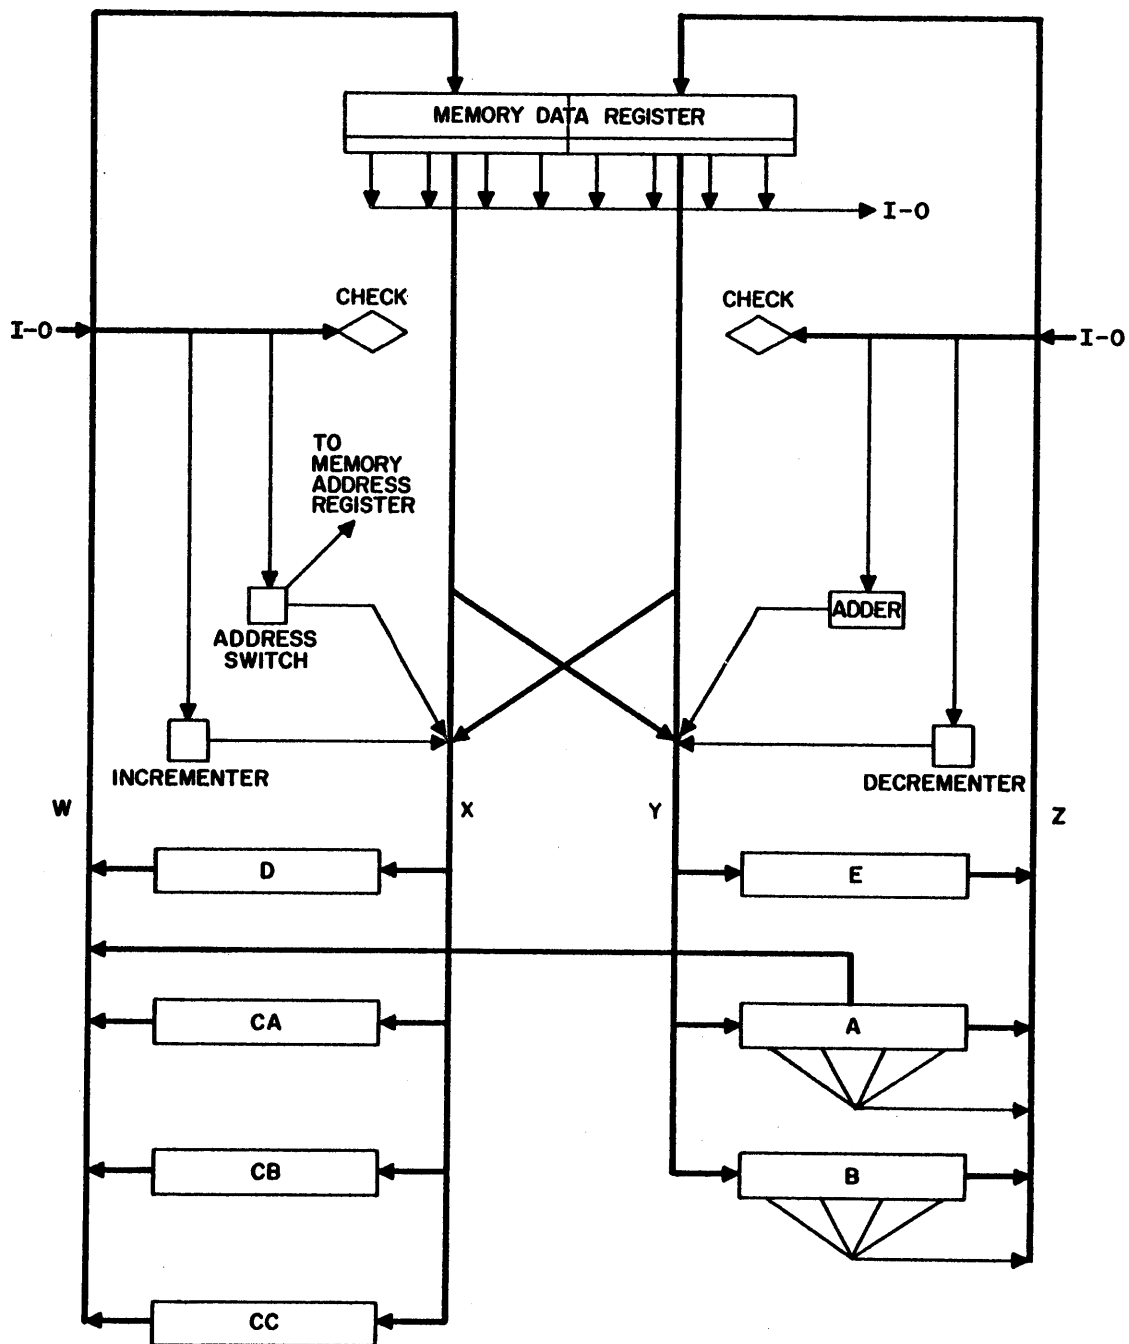 MEMORY DATA REGISTER
I-O
CHECK
CHECK
I-O
I-O
TO
MEMORY
ADDRESS
REGISTER
ADDRESS
SWITCH
ADDER
INCREMENTER
DECREMENTER
W
X
Y
Z
D
E
CA
A
CB
B
CC